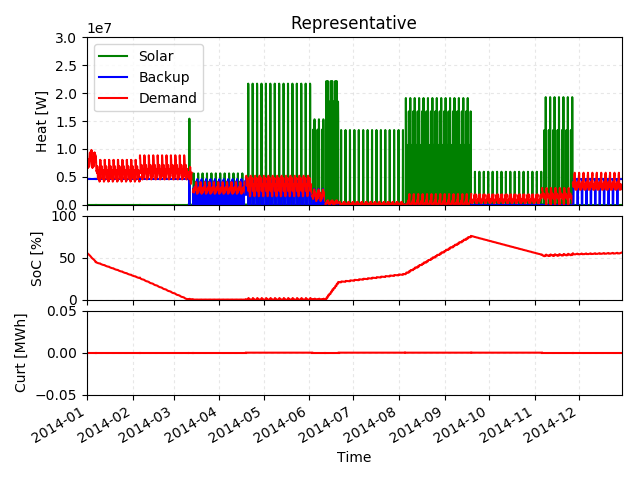 Representative
1e7
3.0
2.5
2.0
1.5
1.0
0.5
0.0
Heat [W]
Solar
Backup
Demand
100
50
0
SoC [%]
0.05
0.00
−0.05
Curt [MWh]
2014-01
2014-02
2014-03
2014-04
2014-05
2014-06
2014-07
2014-08
2014-09
2014-10
2014-11
2014-12
Time